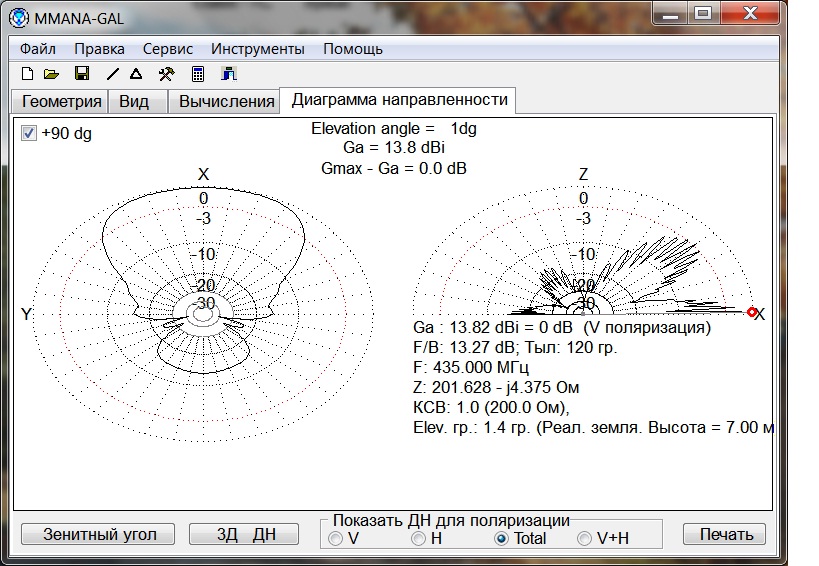 MMANA-GAL
Файл Правка Сервис Инструменты Помощь
Геометрия Вид Вычисления Диаграмма направленности
+90 dg
Elevation angle = 1dg
Ga = 13.8 dBi
Gmax - Ga = 0.0 dB
X
0
-3
-10
-20
-30
Y
Z
0
-3
-10
-20
-30
X
Ga : 13.82 dBi = 0 dB (V поляризация)
F/B: 13.27 dB; Тыл: 120 гр.
F: 435.000 МГц
Z: 201.628 - j4.375 Ом
КСВ: 1.0 (200.0 Ом),
Elev. гр.: 1.4 гр. (Реал. земля. Высота = 7.00 м
Зенитный угол 3Д ДН
Показать ДН для поляризации
V H Total V+H
Печать